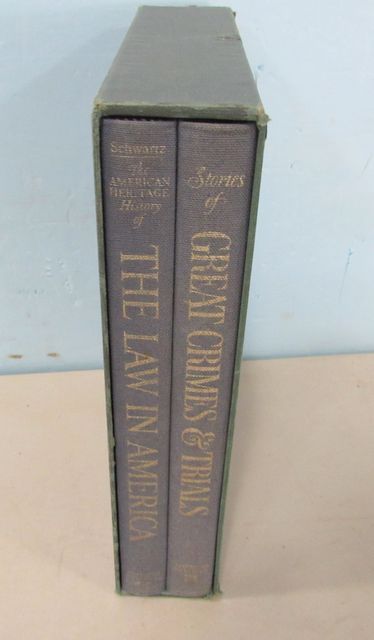 Schwartz
The
AMERICAN
HERITAGE
History
of
THE LAW IN AMERICA
Stories
of
GREAT CRIMES & TRIALS